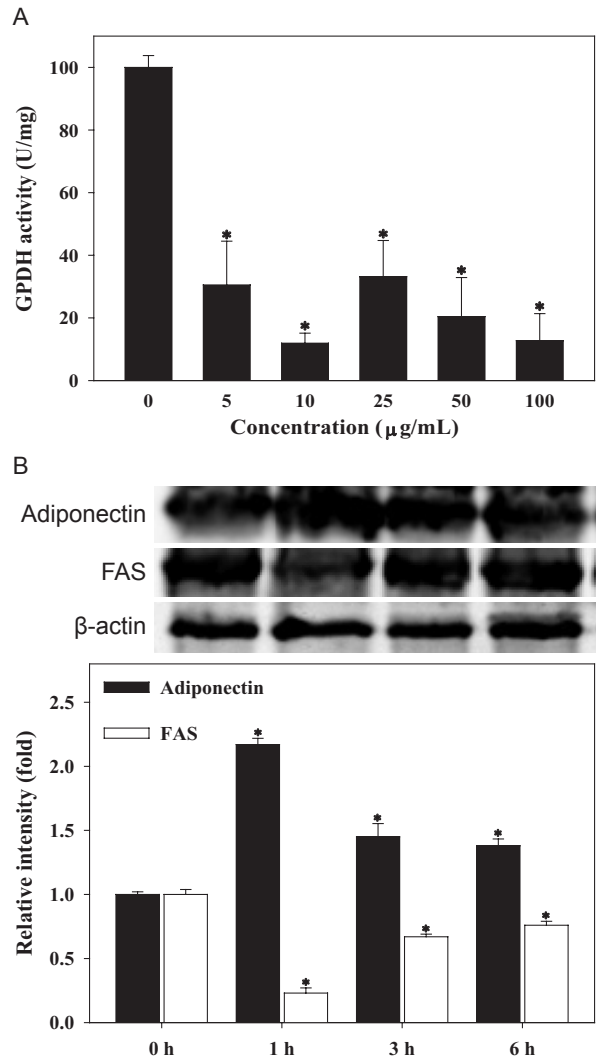 A
GPDH activity (U/mg)
100
80
60
40
20
0
* * * * *
0 5 10 25 50 100
Concentration (μg/mL)
B
Adiponectin
FAS
β-actin
Relative intensity (fold)
2.5
2.0
1.5
1.0
0.5
0.0
Adiponectin
FAS
* * *
* * *
0 h 1 h 3 h 6 h